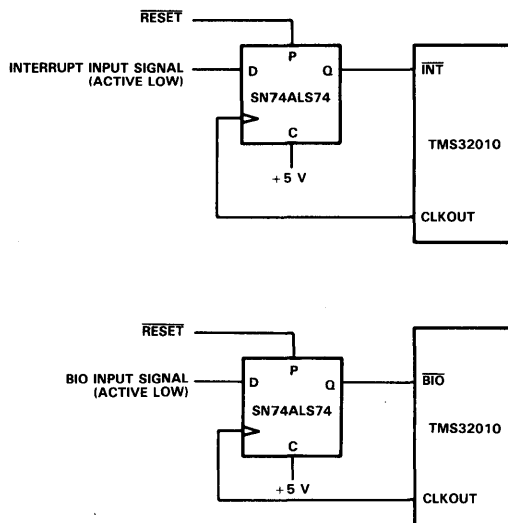 RESET
P
INTERRUPT INPUT SIGNAL
(ACTIVE LOW)
D
Q
INT
SN74ALS74
TMS32010
C
+5 V
CLKOUT
RESET
P
BIO INPUT SIGNAL
(ACTIVE LOW)
D
Q
BIO
SN74ALS74
TMS32010
C
+5 V
CLKOUT